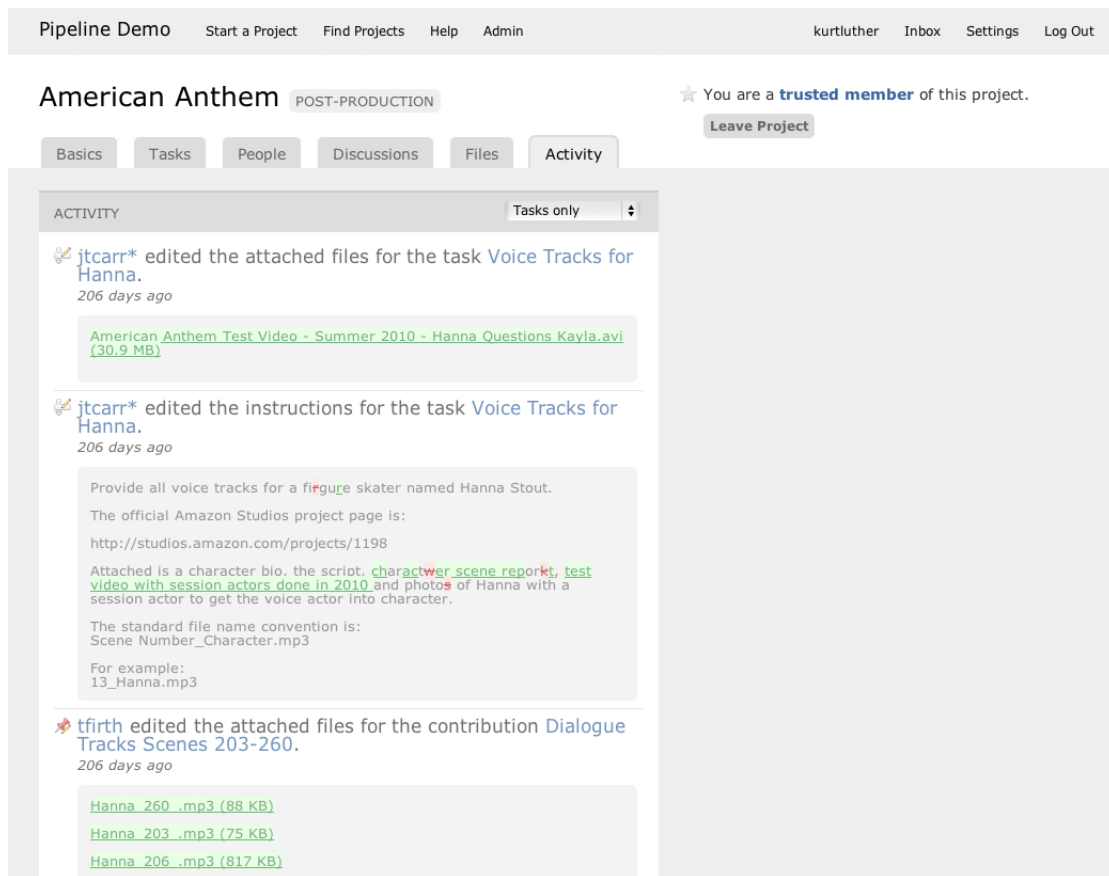 Pipeline Demo Start a Project Find Projects Help Admin kurtluther Inbox Settings Log Out
American Anthem POST-PRODUCTION
You are a trusted member of this project.
Leave Project
Basics Tasks People Discussions Files Activity
ACTIVITY Tasks only
jtcarr* edited the attached files for the task Voice Tracks for
Hanna.
206 days ago
American Anthem Test Video - Summer 2010 - Hanna Questions Kayla.avi
(30.9 MB)
jtcarr* edited the instructions for the task Voice Tracks for
Hanna.
206 days ago
Provide all voice tracks for a firgure skater named Hanna Stout.
The official Amazon Studios project page is:
http://studios.amazon.com/projects/1198
Attached is a character bio. the script. charactwer scene reporkt, test
video with session actors done in 2010 and photos of Hanna with a
session actor to get the voice actor into character.
The standard file name convention is:
Scene Number_Character.mp3
For example:
13_Hanna.mp3
tfirth edited the attached files for the contribution Dialogue
Tracks Scenes 203-260.
206 days ago
Hanna_260_.mp3 (88 KB)
Hanna_203_.mp3 (75 KB)
Hanna_206_.mp3 (817 KB)